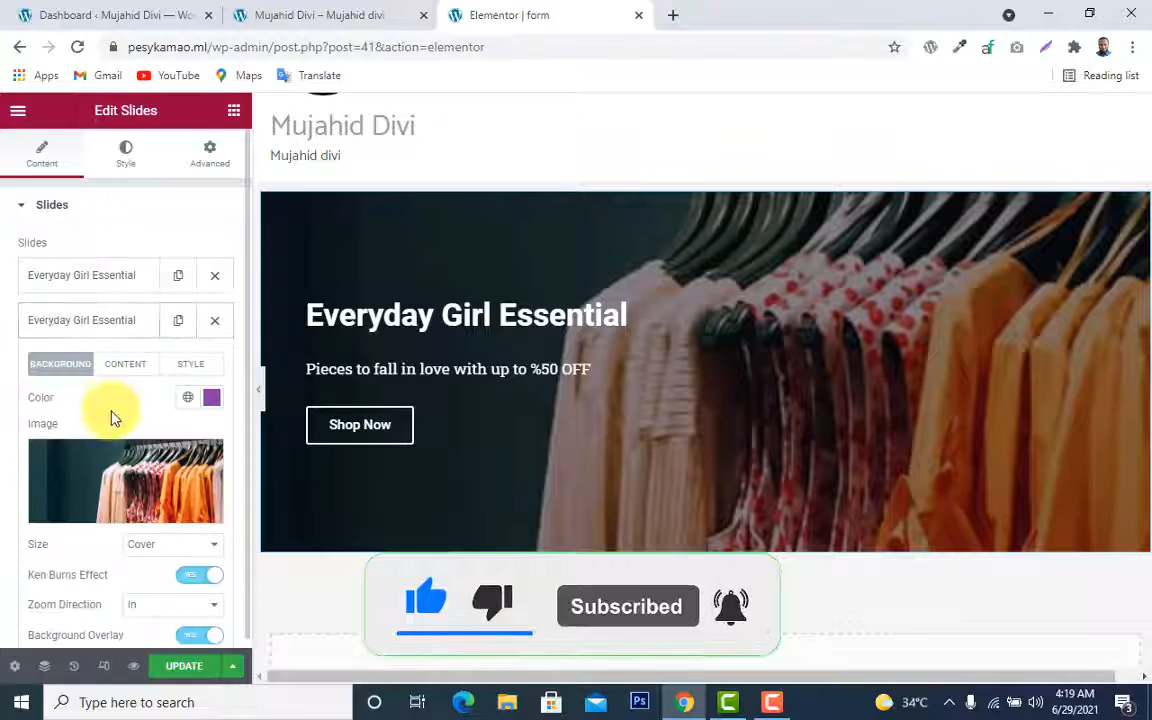 Dashboard ‹ Mujahid Divi — Wo
Mujahid Divi – Mujahid divi
Elementor | form
pesykamao.ml/wp-admin/post.php?post=41&action=elementor
Apps
Gmail
YouTube
Maps
Translate
Reading list
Edit Slides
Content
Style
Advanced
Slides
Slides
Everyday Girl Essential
Everyday Girl Essential
BACKGROUND
CONTENT
STYLE
Color
Image
Size
Cover
Ken Burns Effect
YES
Zoom Direction
In
Background Overlay
YES
UPDATE
Mujahid Divi
Mujahid divi
Everyday Girl Essential
Pieces to fall in love with up to %50 OFF
Shop Now
Subscribed
Type here to search
Ps
34°C
4:19 AM
6/29/2021
3